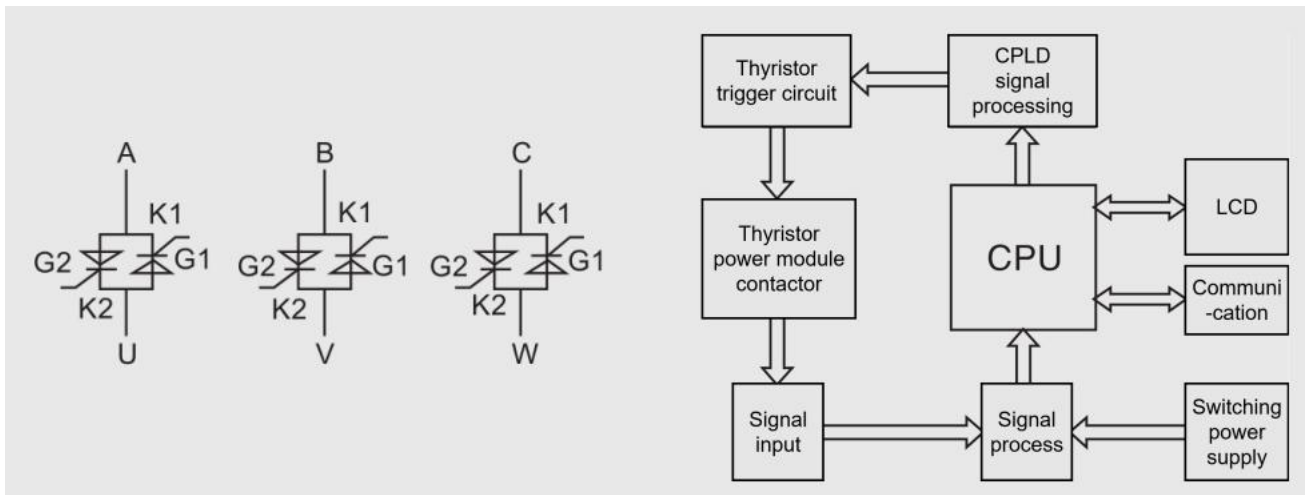 A
K1
G2
G1
K2
U
B
K1
G2
G1
K2
V
C
K1
G2
G1
K2
W
Thyristor
trigger circuit
CPLD
signal
processing
Thyristor
power module
contactor
CPU
LCD
Communi
-cation
Signal
input
Signal
process
Switching
power
supply